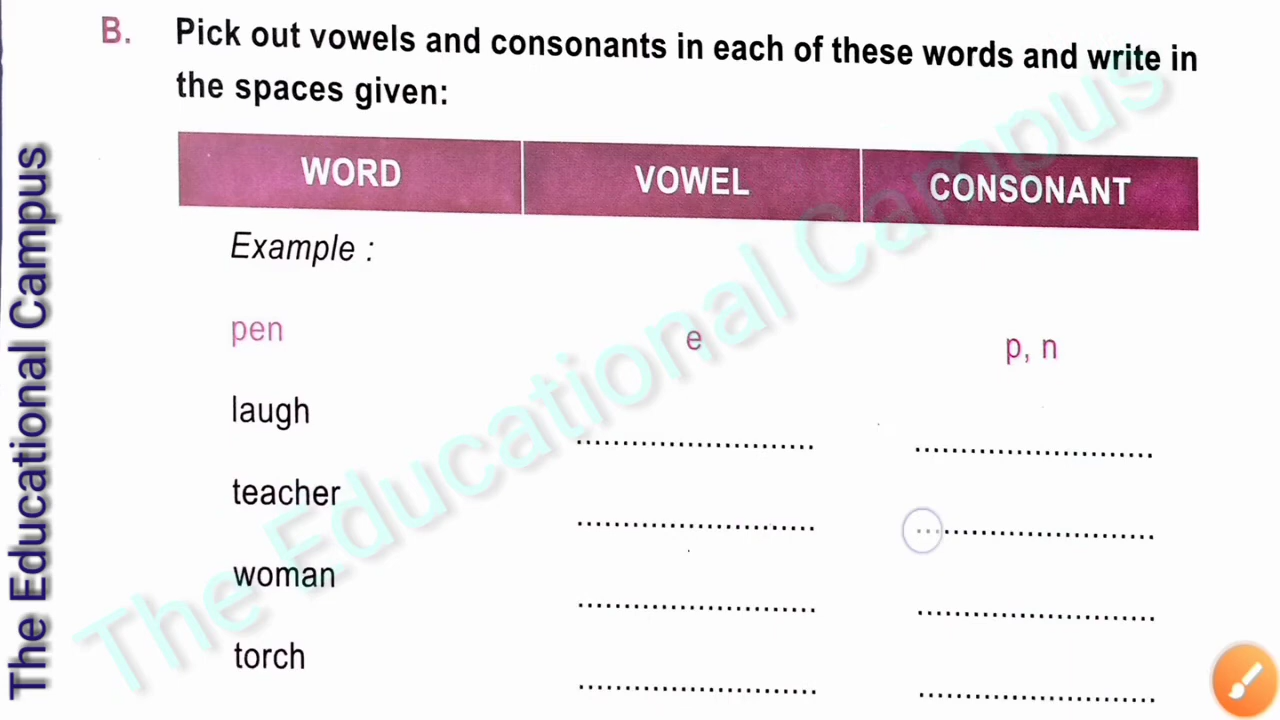 B. Pick out vowels and consonants in each of these words and write in
the spaces given:
WORD VOWEL CONSONANT
Example :
pen e p, n
laugh ........................... ...........................
teacher ........................... ...........................
woman ........................... ...........................
torch ........................... ...........................
The Educational Campus
The Educational Campus